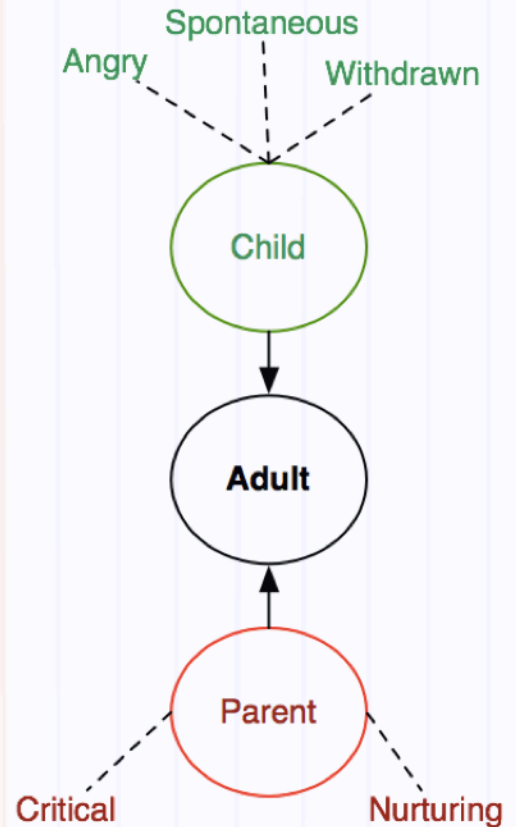 Spontaneous
Angry
Withdrawn
Child
Adult
Parent
Critical
Nurturing